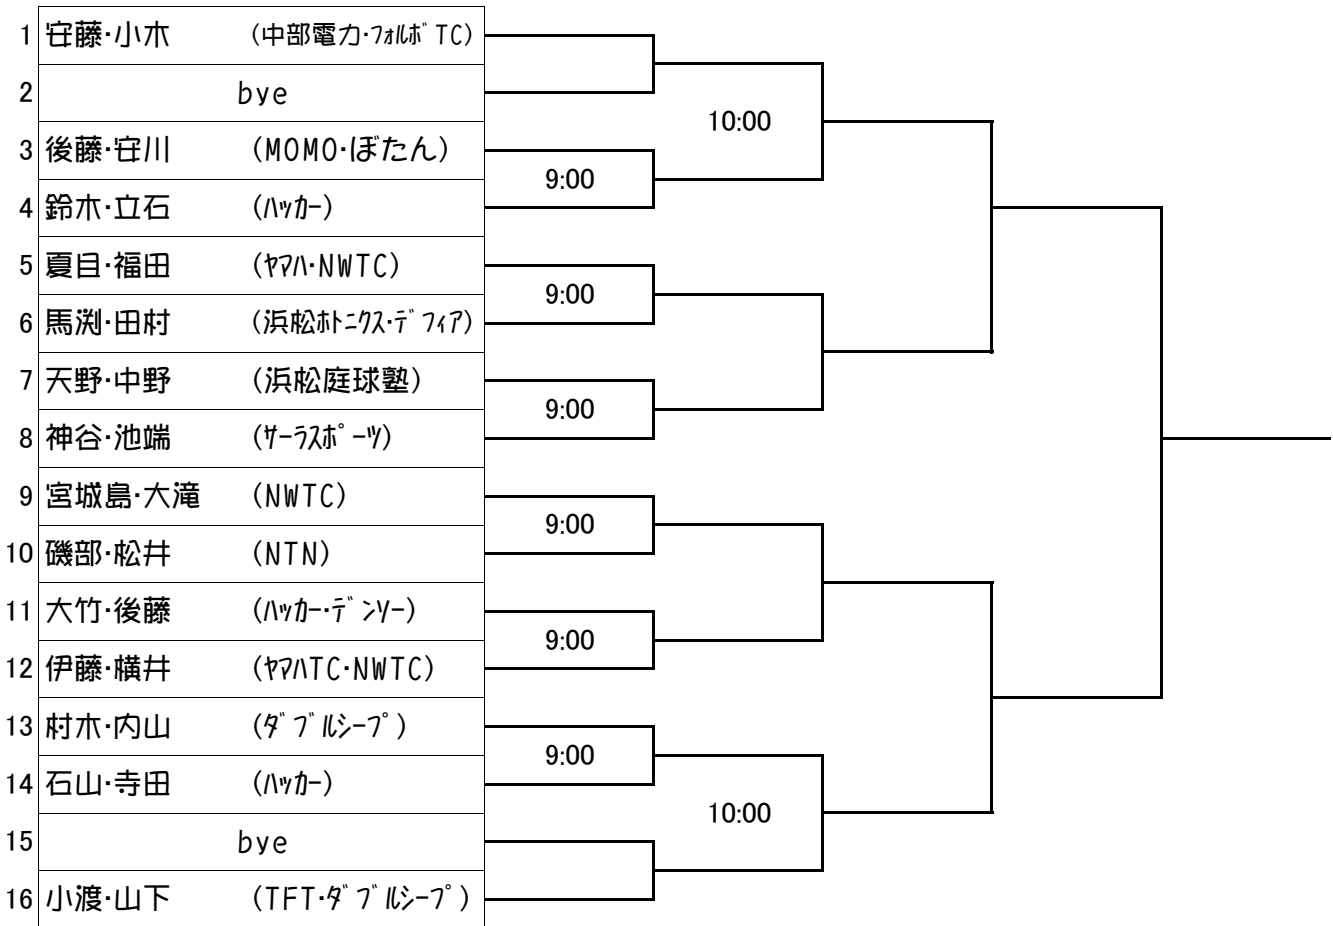 1 安藤・小木 (中部電力・ﾌｫﾙﾎﾞTC)
2 bye
10:00
3 後藤・安川 (MOMO・ぼたん)
9:00
4 鈴木・立石 (ﾊｯｶｰ)
5 夏目・福田 (ﾔﾏﾊ・NWTC)
9:00
6 馬渕・田村 (浜松ﾎﾄﾆｸｽ・ﾃﾞﾌｨｱ)
7 天野・中野 (浜松庭球塾)
9:00
8 神谷・池端 (ｻｰﾗｽﾎﾟｰﾂ)
9 宮城島・大滝 (NWTC)
9:00
10 磯部・松井 (NTN)
11 大竹・後藤 (ﾊｯｶｰ・ﾃﾞﾝｿｰ)
9:00
12 伊藤・横井 (ﾔﾏﾊTC・NWTC)
13 村木・内山 (ﾀﾞﾌﾞﾙｼｰﾌﾟ)
9:00
14 石山・寺田 (ﾊｯｶｰ)
10:00
15 bye
16 小渡・山下 (TFT・ﾀﾞﾌﾞﾙｼｰﾌﾟ)